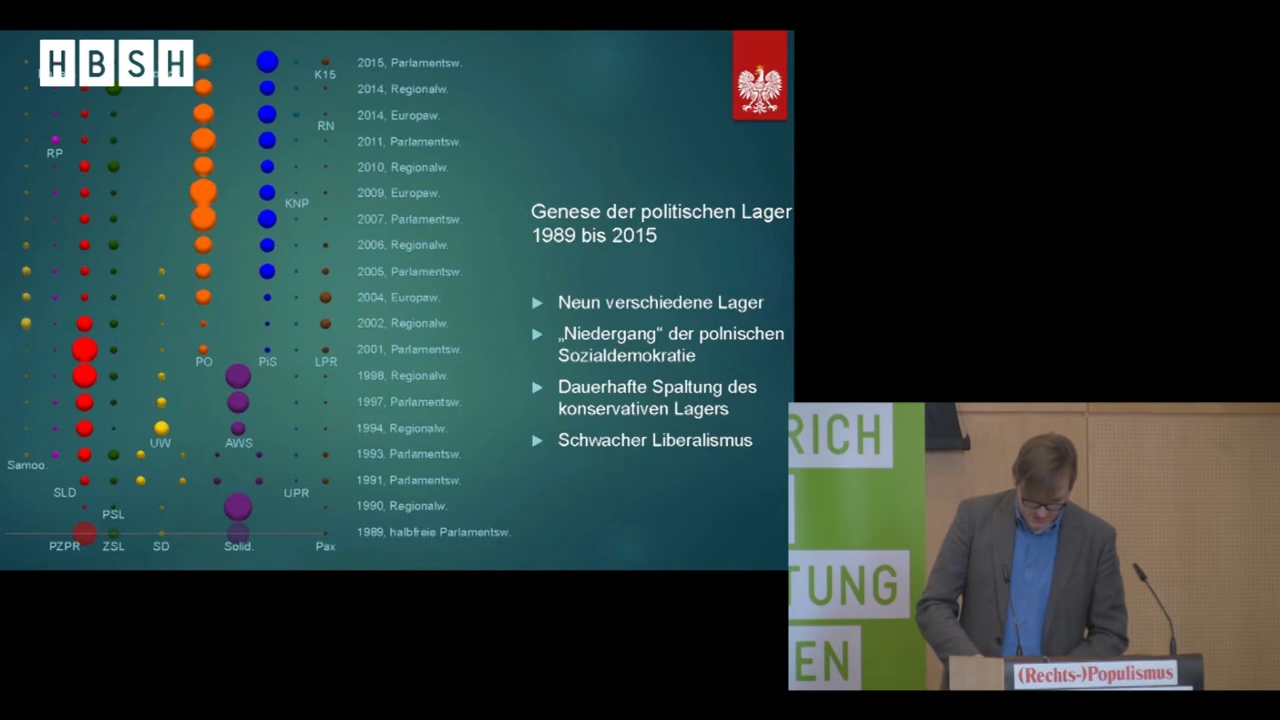 HBSH
2015, Parlamentsw.
K15
2014, Regionalw.
2014, Europaw.
RN
2011, Parlamentsw.
RP
2010, Regionalw.
2009, Europaw.
KNP
2007, Parlamentsw.
2006, Regionalw.
2005, Parlamentsw.
2004, Europaw.
2002, Regionalw.
2001, Parlamentsw.
PO PiS LPR
1998, Regionalw.
1997, Parlamentsw.
1994, Regionalw.
UW AWS
1993, Parlamentsw.
Samoo.
1991, Parlamentsw.
SLD UPR
1990, Regionalw.
PSL
1989, halbfreie Parlamentsw.
PZPR ZSL SD Solid. Pax
Genese der politischen Lager
1989 bis 2015
Neun verschiedene Lager
„Niedergang“ der polnischen
Sozialdemokratie
Dauerhafte Spaltung des
konservativen Lagers
Schwacher Liberalismus
RICH
TUNG
EN
(Rechts-)Populismus